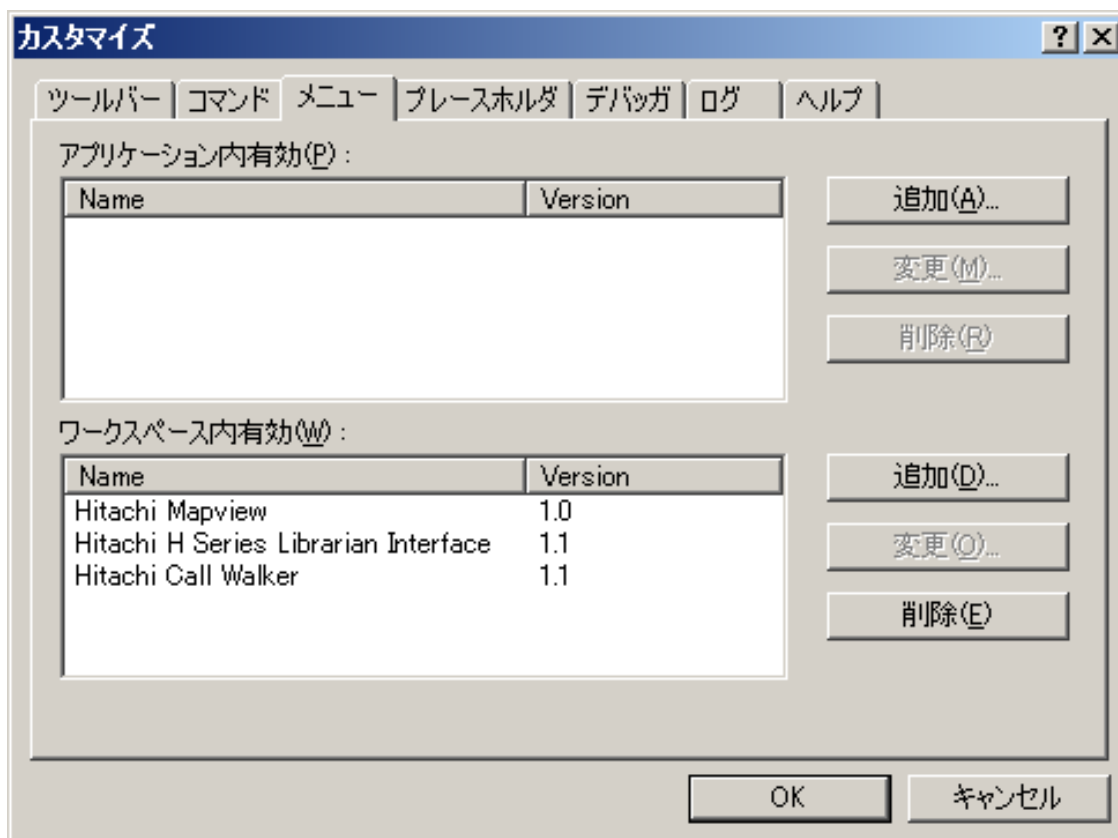 カスタマイズ
ツールバー コマンド メニュー プレースホルダ デバッガ ログ ヘルプ
アプリケーション内有効(P) :
Name Version
追加(A)...
変更(M)...
削除(R)
ワークスペース内有効(W) :
Name Version
Hitachi Mapview 1.0
Hitachi H Series Librarian Interface 1.1
Hitachi Call Walker 1.1
追加(D)...
変更(O)...
削除(E)
OK キャンセル